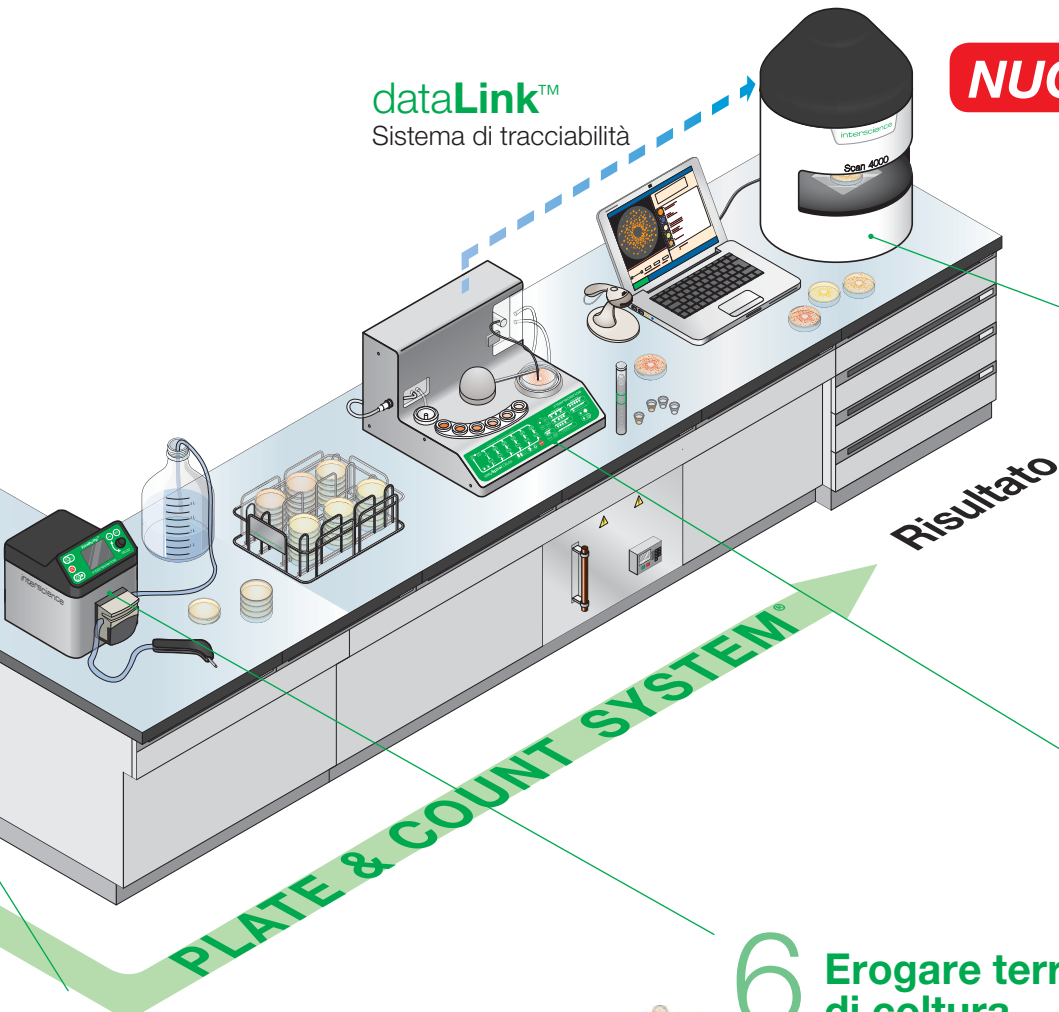 dataLink™
Sistema di tracciabilità
NUO
interscience
Scan 4000
interscience
Risultato
PLATE & COUNT SYSTEM®
6
Erogare terr
di coltura